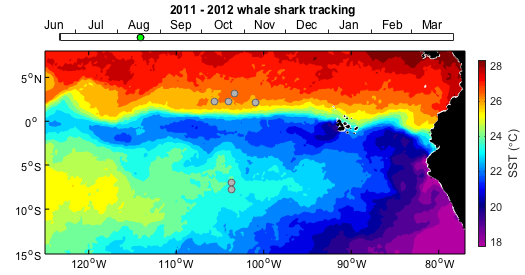 2011 - 2012 whale shark tracking
Jun Jul Aug Sep Oct Nov Dec Jan Feb Mar
5°N
0°
5°S
10°S
15°S
120°W 110°W 100°W 90°W 80°W
28
26
24
22
20
18
SST (°C)